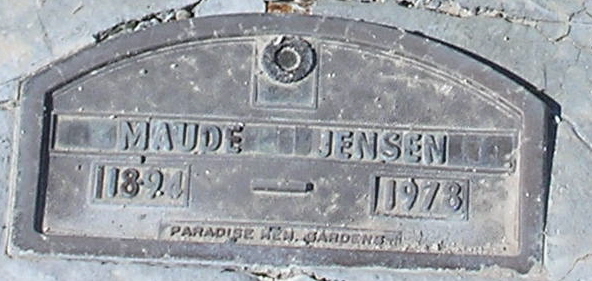 MAUDE JENSEN
1894 — 1978
PARADISE MEM. GARDENS